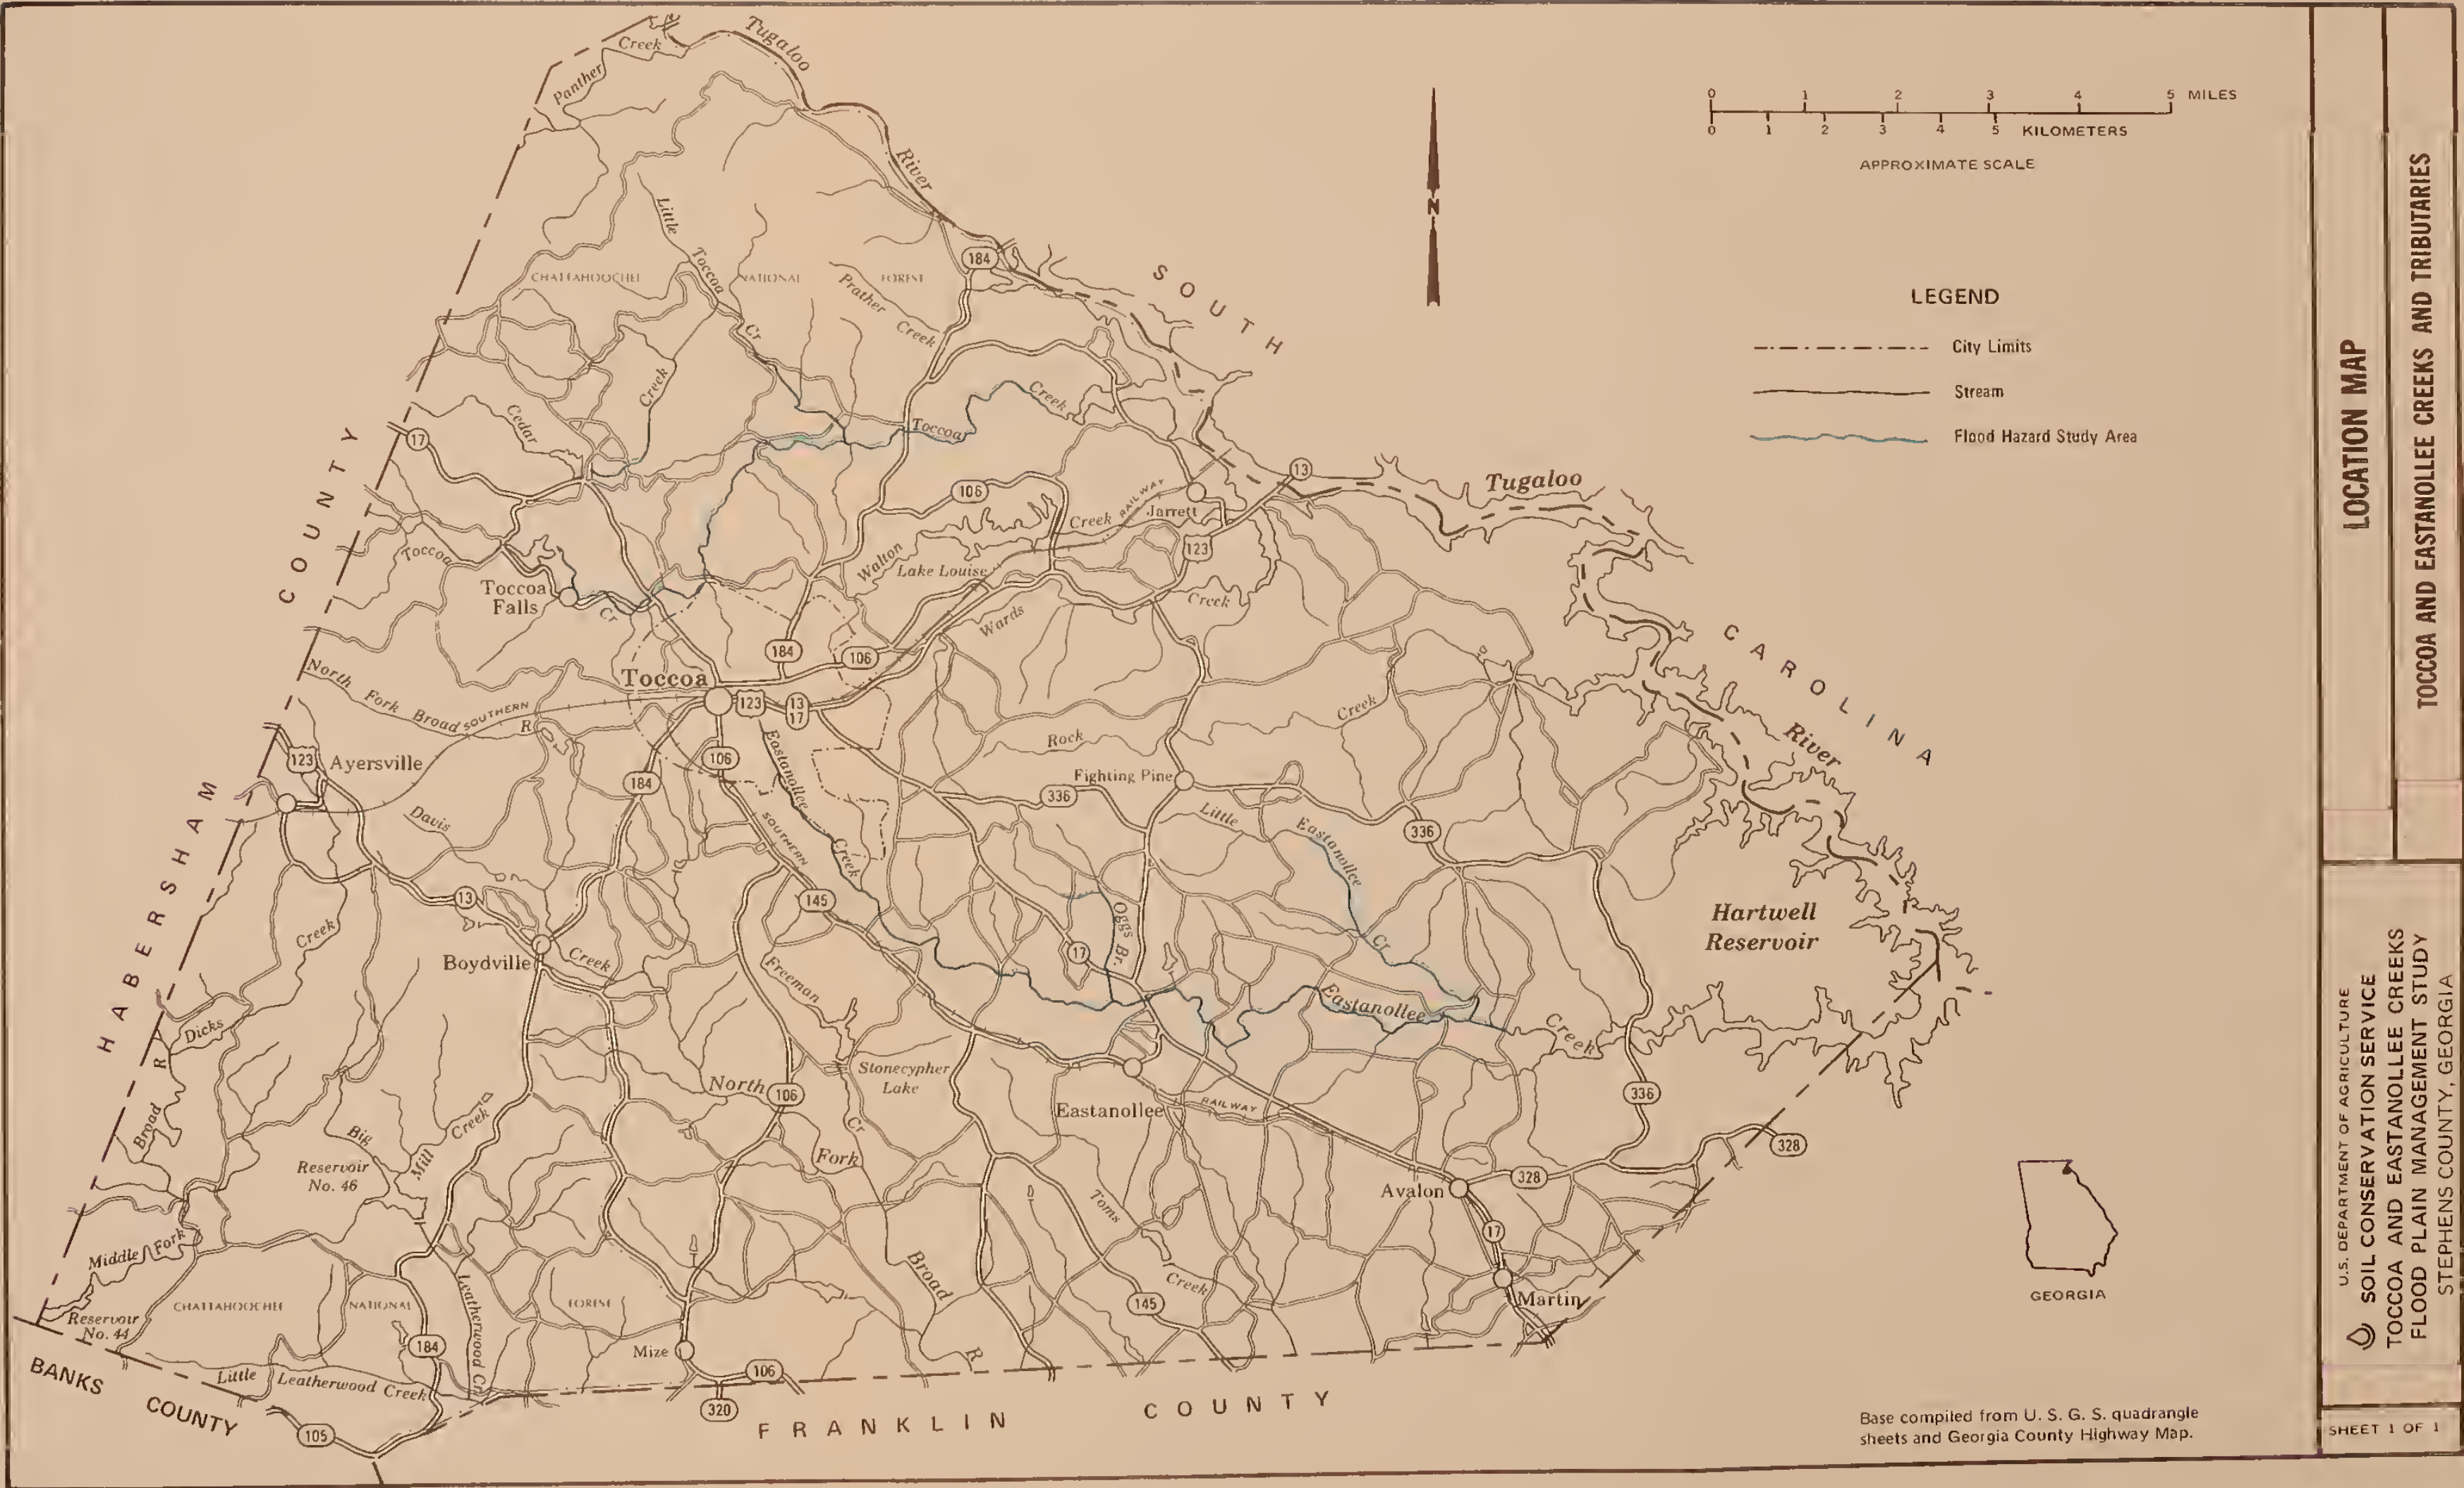 Creek
Panther
Tugaloo
River
Little
Toccoa
Cr
CHATTAHOOCHEE
NATIONAL
FOREST
Prather
Creek
184
SOUTH
CAROLINA
0 1 2 3 4 5 MILES
0 1 2 3 4 5 KILOMETERS
APPROXIMATE SCALE
N
LEGEND
City Limits
Stream
Flood Hazard Study Area
Cedar
Creek
17
Toccoa
Creek
106
RAILWAY
Creek
Jarrett
13
Tugaloo
123
Walton
Lake Louise
Creek
Wards
COUNTY
Toccoa
Toccoa
Falls
Cr
184
106
Toccoa
123
13
17
North
Fork
Broad
R
SOUTHERN
123
Ayersville
184
106
Eastanollee
Creek
SOUTHERN
Rock
Creek
Fighting Pine
336
Little
Eastanollee
Cr
336
River
Hartwell
Reservoir
HABERSHAM
Davis
13
Creek
Boydville
Creek
145
Freeman
17
Oggs
Br.
Eastanollee
Creek
Dicks
R
Broad
North
106
Stonecypher
Lake
Cr
Fork
Eastanollee
RAILWAY
336
328
328
Avalon
17
Martin
Big
Mill
Creek
Reservoir
No. 46
Middle Fork
Reservoir
No. 44
CHATTAHOOCHEE
NATIONAL
FOREST
Leatherwood Cr
184
Mize
106
320
Broad
R
Toms
Creek
145
Little
Leatherwood Creek
BANKS
COUNTY
105
FRANKLIN
COUNTY
GEORGIA
Base compiled from U. S. G. S. quadrangle
sheets and Georgia County Highway Map.
LOCATION MAP
TOCCOA AND EASTANOLLEE CREEKS AND TRIBUTARIES
U.S. DEPARTMENT OF AGRICULTURE
SOIL CONSERVATION SERVICE
TOCCOA AND EASTANOLLEE CREEKS
FLOOD PLAIN MANAGEMENT STUDY
STEPHENS COUNTY, GEORGIA
SHEET 1 OF 1